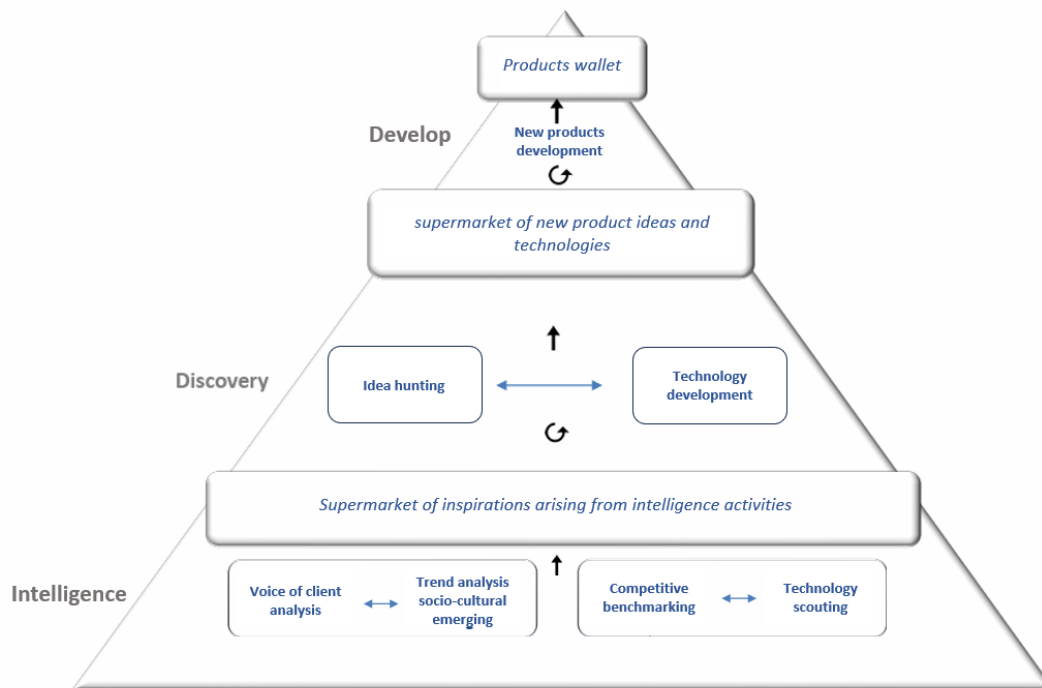 Products wallet
Develop
New products
development
supermarket of new product ideas and
technologies
Discovery
Idea hunting
Technology
development
Supermarket of inspirations arising from intelligence activities
Intelligence
Voice of client
analysis
Trend analysis
socio-cultural
emerging
Competitive
benchmarking
Technology
scouting